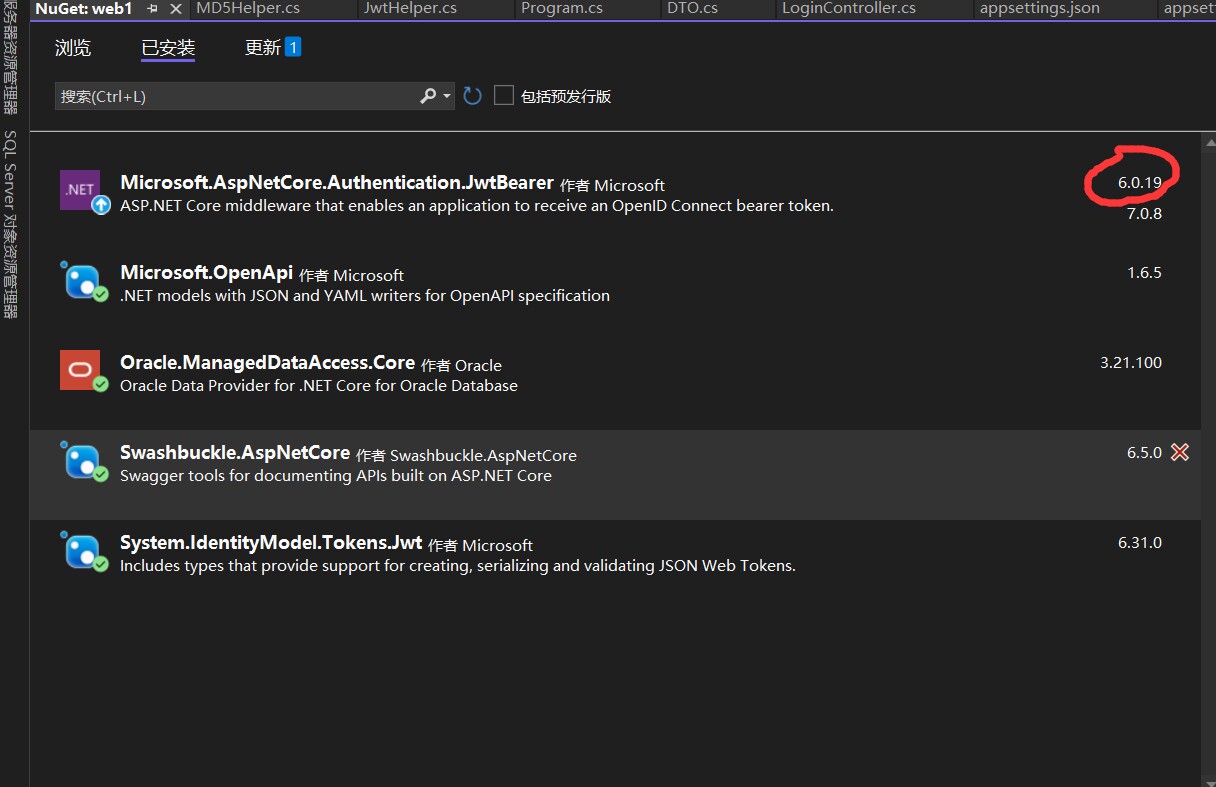 NuGet: web1
MD5Helper.cs
JwtHelper.cs
Program.cs
DTO.cs
LoginController.cs
appsettings.json
appset
服务器资源管理器
SQL Server 对象资源管理器
浏览
已安装
更新 1
搜索(Ctrl+L)
包括预发行版
.NET
Microsoft.AspNetCore.Authentication.JwtBearer 作者 Microsoft
6.0.19
ASP.NET Core middleware that enables an application to receive an OpenID Connect bearer token.
7.0.8
Microsoft.OpenApi 作者 Microsoft
1.6.5
.NET models with JSON and YAML writers for OpenAPI specification
Oracle.ManagedDataAccess.Core 作者 Oracle
3.21.100
Oracle Data Provider for .NET Core for Oracle Database
Swashbuckle.AspNetCore 作者 Swashbuckle.AspNetCore
6.5.0
Swagger tools for documenting APIs built on ASP.NET Core
System.IdentityModel.Tokens.Jwt 作者 Microsoft
6.31.0
Includes types that provide support for creating, serializing and validating JSON Web Tokens.